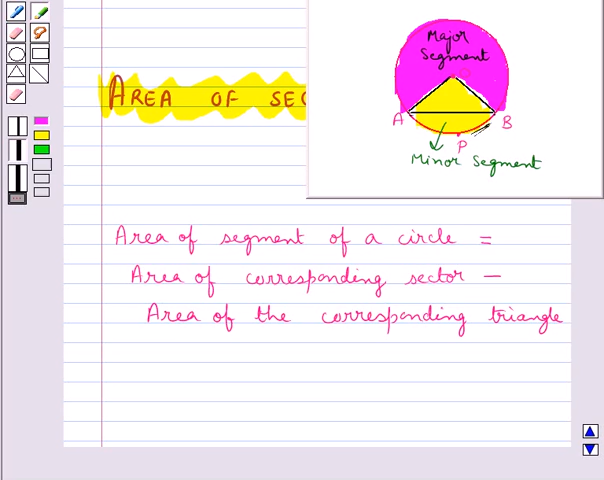 Major
Segment
A
B
P
Minor Segment
AREA OF SEC
Area of segment of a circle =
Area of corresponding sector –
Area of the corresponding triangle